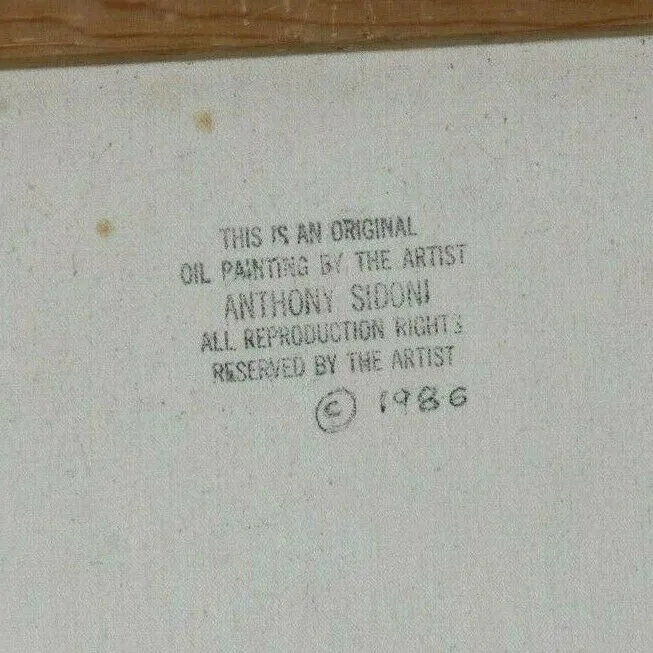 THIS IS AN ORIGINAL
OIL PAINTING BY THE ARTIST
ANTHONY SIDONI
ALL REPRODUCTION RIGHTS
RESERVED BY THE ARTIST
© 1986